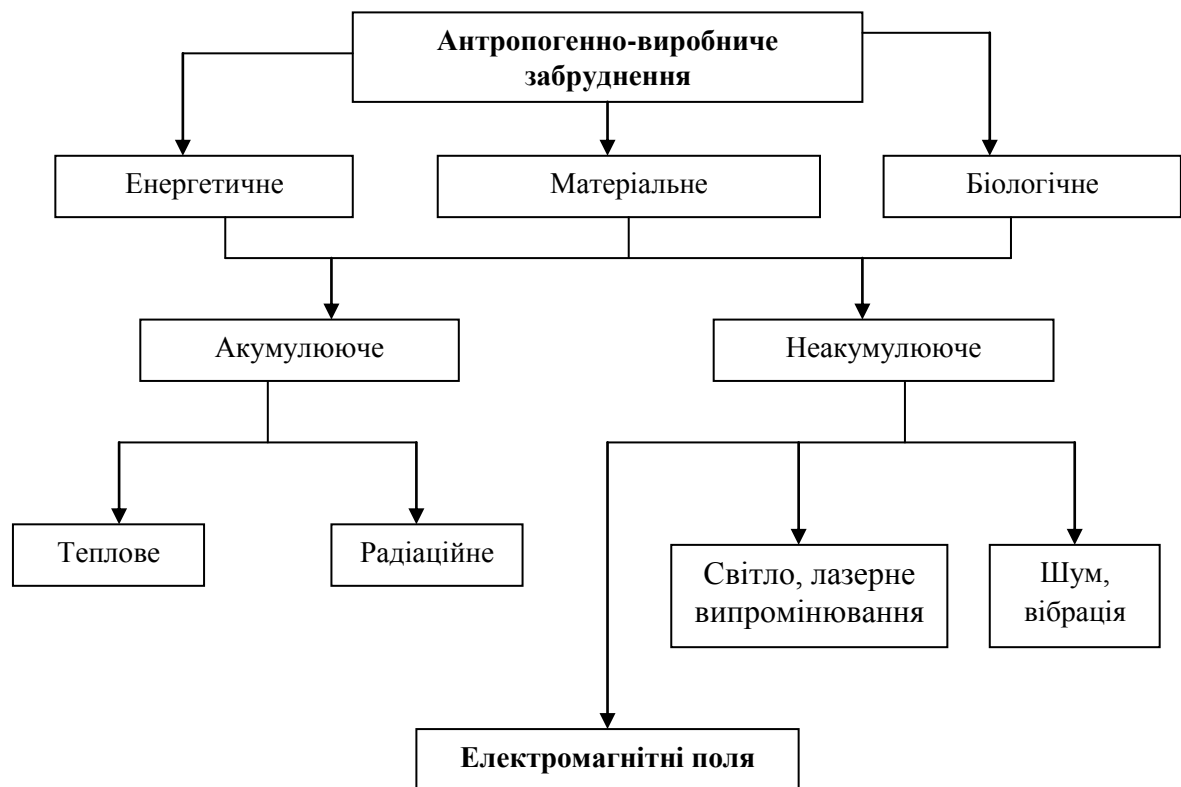 Антропогенно-виробниче
забруднення
Енергетичне
Матеріальне
Біологічне
Акумулююче
Неакумулююче
Теплове
Радіаційне
Світло, лазерне
випромінювання
Шум,
вібрація
Електромагнітні поля